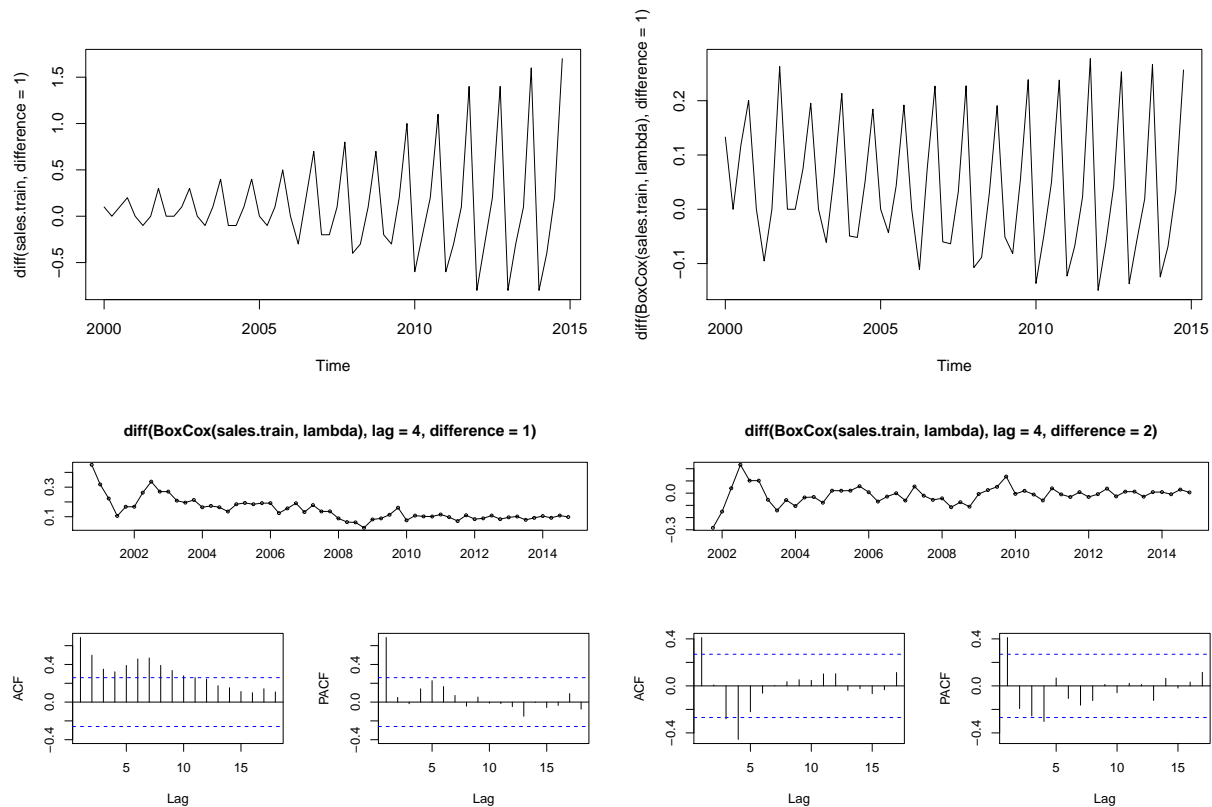 diff(sales.train, difference = 1)
−0.5 0.0 0.5 1.0 1.5
2000 2005 2010 2015
Time
diff(BoxCox(sales.train, lambda), difference = 1)
−0.1 0.0 0.1 0.2
2000 2005 2010 2015
Time
diff(BoxCox(sales.train, lambda), lag = 4, difference = 1)
0.1 0.3
2002 2004 2006 2008 2010 2012 2014
ACF
−0.4 0.0 0.4
5 10 15
Lag
PACF
−0.4 0.0 0.4
5 10 15
Lag
diff(BoxCox(sales.train, lambda), lag = 4, difference = 2)
−0.3 0.0
2002 2004 2006 2008 2010 2012 2014
ACF
−0.4 0.0 0.4
5 10 15
Lag
PACF
−0.4 0.0 0.4
5 10 15
Lag